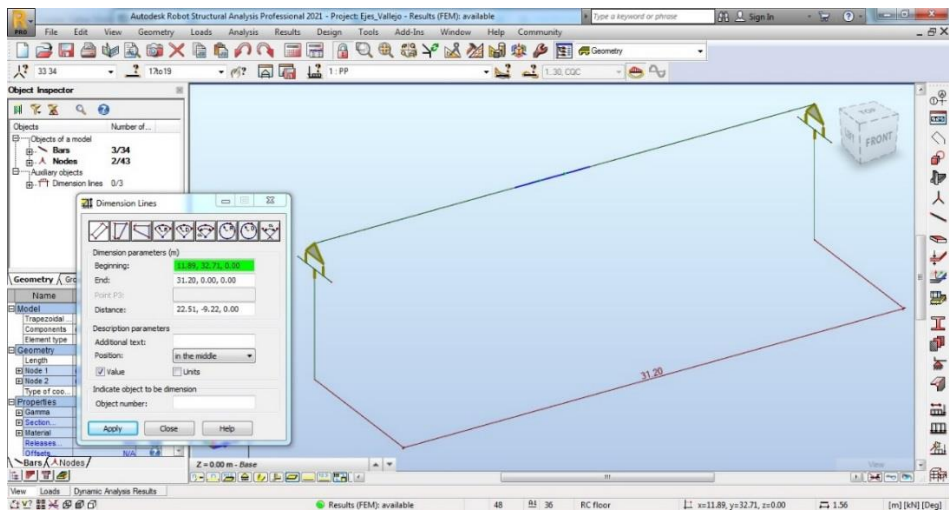 Autodesk Robot Structural Analysis Professional 2021 - Project: Ejes_Vallejo - Results (FEM): available
Type a keyword or phrase
Sign In
PRO
File Edit View Geometry Loads Analysis Results Design Tools Add-Ins Window Help Community
Geometry
33 34
17to19
1 : PP
1..30, CQC
Object Inspector
Objects Number of...
Objects of a model
Bars 3/34
Nodes 2/43
Auxiliary objects
Dimension lines 0/3
TOP
FRONT
Dimension Lines
Dimension parameters (m)
Beginning: 11.89, 32.71, 0.00
End: 31.20, 0.00, 0.00
Point P3:
Distance: 22.51, -9.22, 0.00
Description parameters
Additional text:
Position: in the middle
Value Units
Indicate object to be dimension
Object number:
Apply Close Help
Geometry
Name
Model
Trapezoidal...
Components
Element type
Geometry
Length
Node 1
Node 2
Type of coo...
Properties
Gamma
Section...
Material
Releases...
Offsets... N/A
31.20
Bars Nodes
Z = 0.00 m - Base
View
View Loads Dynamic Analysis Results
Results (FEM): available
48
36
RC floor
x=11.89, y=32.71, z=0.00
1.56
[m] [kN] [Deg]